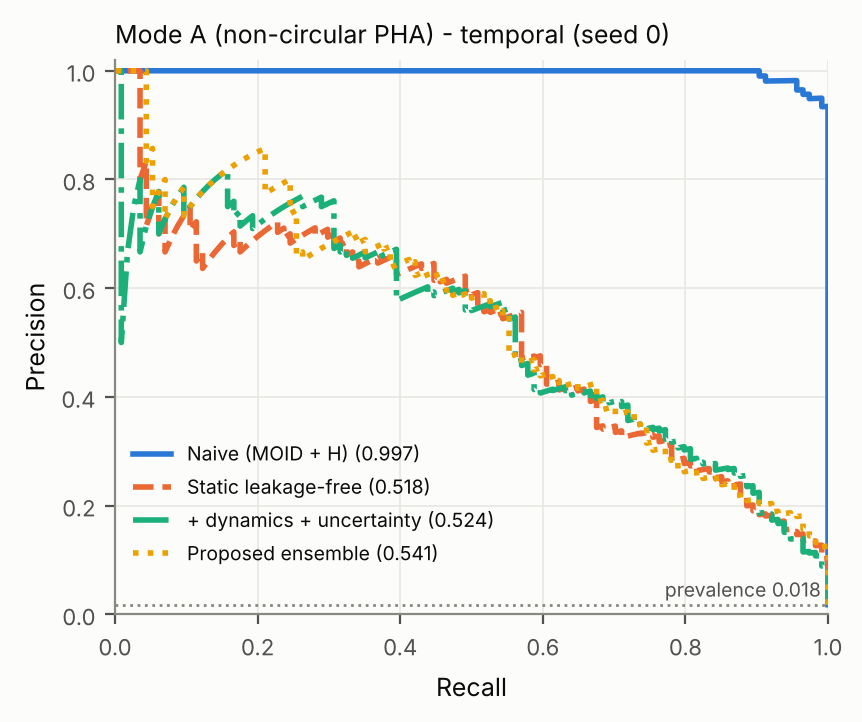 Mode A (non-circular PHA) - temporal (seed 0)
1.0
0.8
0.6
0.4
0.2
0.0
Precision
Naive (MOID + H) (0.997)
Static leakage-free (0.518)
+ dynamics + uncertainty (0.524)
Proposed ensemble (0.541)
prevalence 0.018
0.0 0.2 0.4 0.6 0.8 1.0
Recall